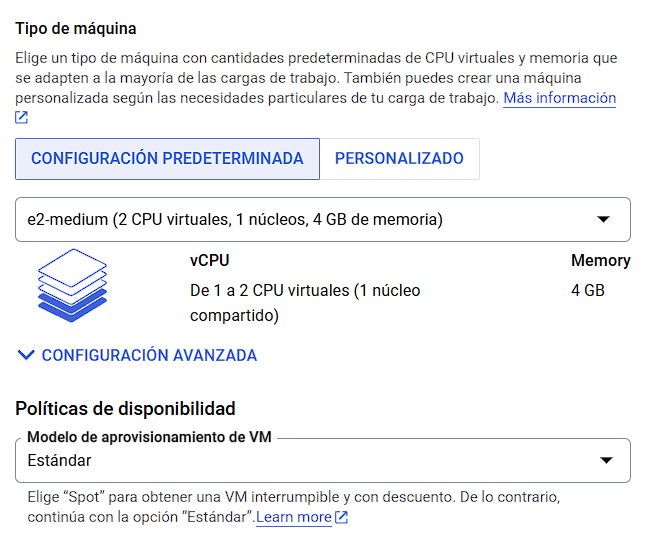 Tipo de máquina
Elige un tipo de máquina con cantidades predeterminadas de CPU virtuales y memoria que
se adapten a la mayoría de las cargas de trabajo. También puedes crear una máquina
personalizada según las necesidades particulares de tu carga de trabajo. Más información
CONFIGURACIÓN PREDETERMINADA PERSONALIZADO
e2-medium (2 CPU virtuales, 1 núcleos, 4 GB de memoria)
vCPU Memory
De 1 a 2 CPU virtuales (1 núcleo 4 GB
compartido)
CONFIGURACIÓN AVANZADA
Políticas de disponibilidad
Modelo de aprovisionamiento de VM
Estándar
Elige “Spot” para obtener una VM interrumpible y con descuento. De lo contrario,
continúa con la opción “Estándar”.Learn more